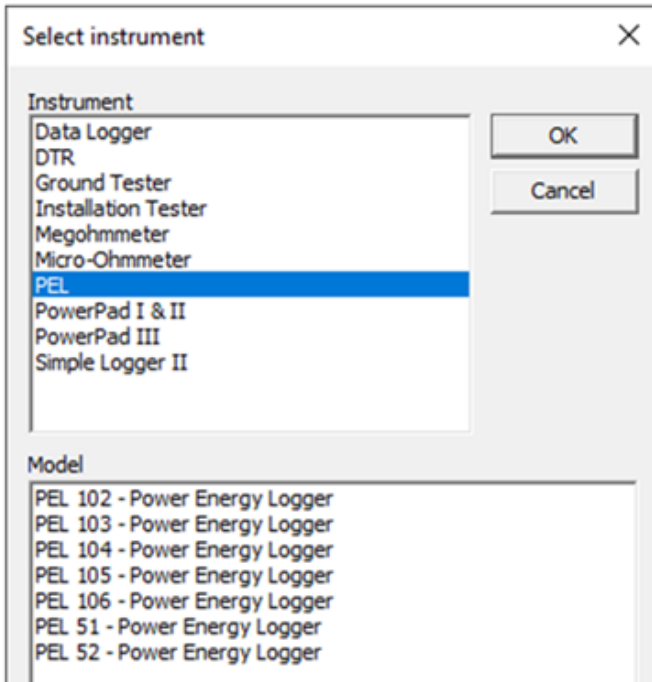 Select instrument
Instrument
Data Logger
DTR
Ground Tester
Installation Tester
Megohmmeter
Micro-Ohmmeter
PEL
PowerPad I & II
PowerPad III
Simple Logger II
OK
Cancel
Model
PEL 102 - Power Energy Logger
PEL 103 - Power Energy Logger
PEL 104 - Power Energy Logger
PEL 105 - Power Energy Logger
PEL 106 - Power Energy Logger
PEL 51 - Power Energy Logger
PEL 52 - Power Energy Logger